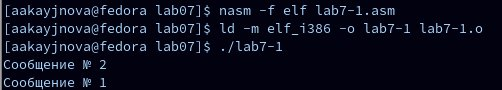 [aakayjnova@fedora lab07]$ nasm -f elf lab7-1.asm
[aakayjnova@fedora lab07]$ ld -m elf_i386 -o lab7-1 lab7-1.o
[aakayjnova@fedora lab07]$ ./lab7-1
Сообщение № 2
Сообщение № 1